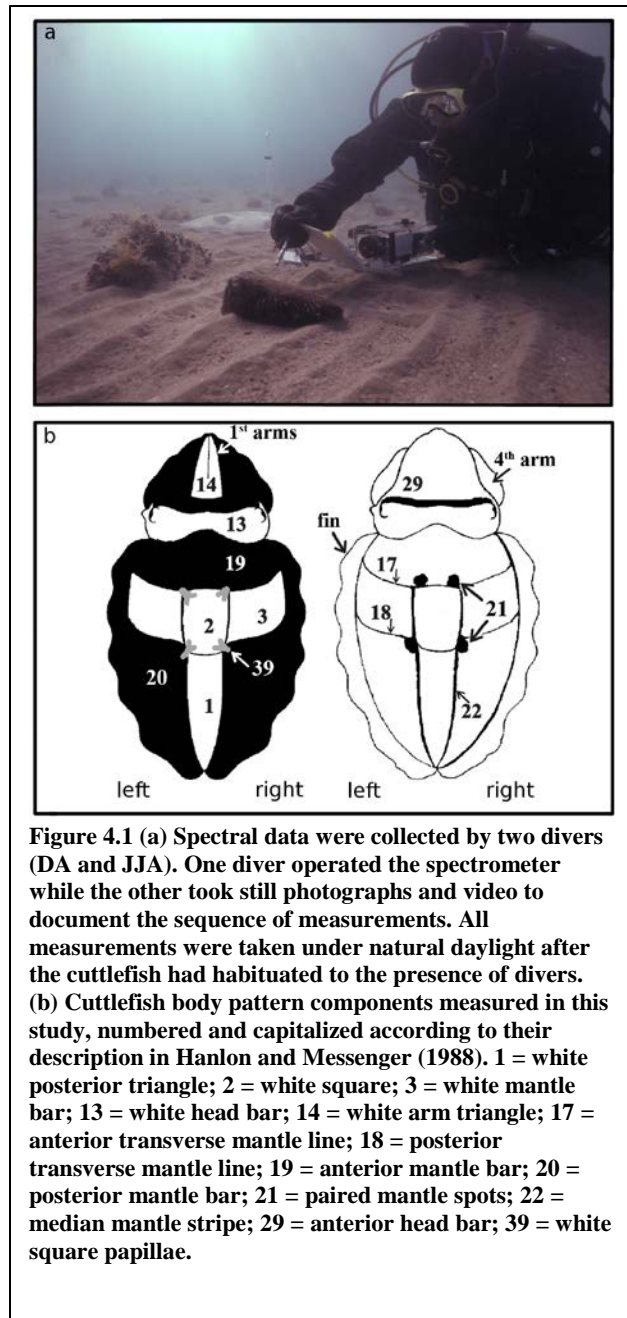 a
b
1st arms
14
13
19
2
3
20
39
1
left right
29
4th arm
fin
17
21
18
22
left right
Figure 4.1 (a) Spectral data were collected by two divers
(DA and JJA). One diver operated the spectrometer
while the other took still photographs and video to
document the sequence of measurements. All
measurements were taken under natural daylight after
the cuttlefish had habituated to the presence of divers.
(b) Cuttlefish body pattern components measured in this
study, numbered and capitalized according to their
description in Hanlon and Messenger (1988). 1 = white
posterior triangle; 2 = white square; 3 = white mantle
bar; 13 = white head bar; 14 = white arm triangle; 17 =
anterior transverse mantle line; 18 = posterior
transverse mantle line; 19 = anterior mantle bar; 20 =
posterior mantle bar; 21 = paired mantle spots; 22 =
median mantle stripe; 29 = anterior head bar; 39 = white
square papillae.